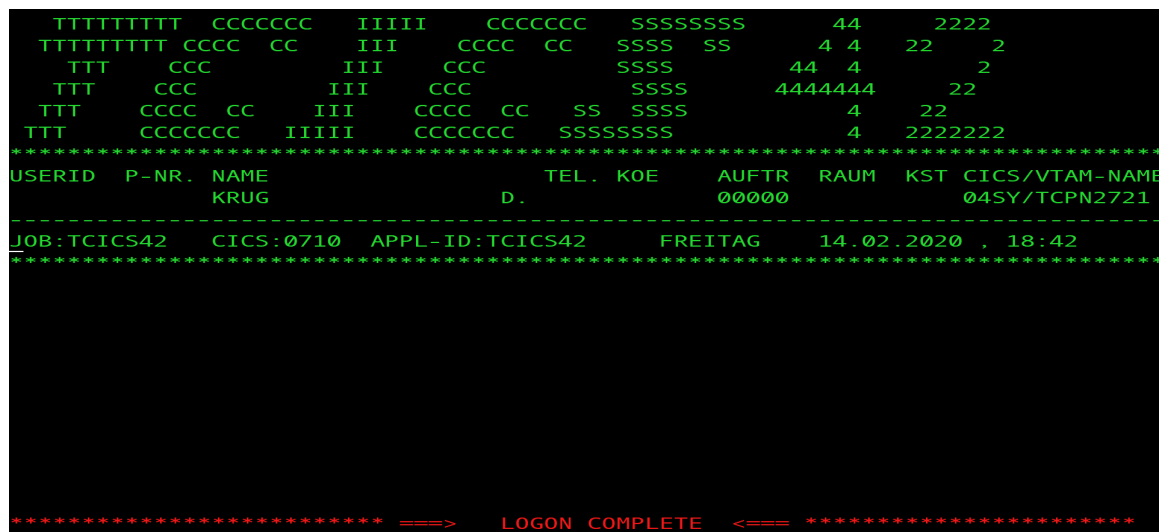 TTTTTTTTT  CCCCCCC   IIIII    CCCCCCC   SSSSSSSS      44     2222
TTTTTTTTT CCCC  CC    III    CCCC  CC   SSSS  SS      4 4   22    2
TTT    CCC         III    CCC         SSSS        44  4        2
TTT    CCC         III    CCC           SSSS      4444444     22
TTT    CCCC  CC    III    CCCC  CC   SS  SSSS           4    22
TTT     CCCCCCC   IIIII    CCCCCCC   SSSSSSSS            4   2222222
*******************************************************************************
USERID  P-NR. NAME                   TEL. KOE    AUFTR  RAUM  KST CICS/VTAM-NAME
KRUG                D.             00000            04SY/TCPN2721
-------------------------------------------------------------------------------
JOB:TCICS42   CICS:0710  APPL-ID:TCICS42     FREITAG    14.02.2020 , 18:42
*******************************************************************************
************************** ===>   LOGON COMPLETE  <=== ***********************